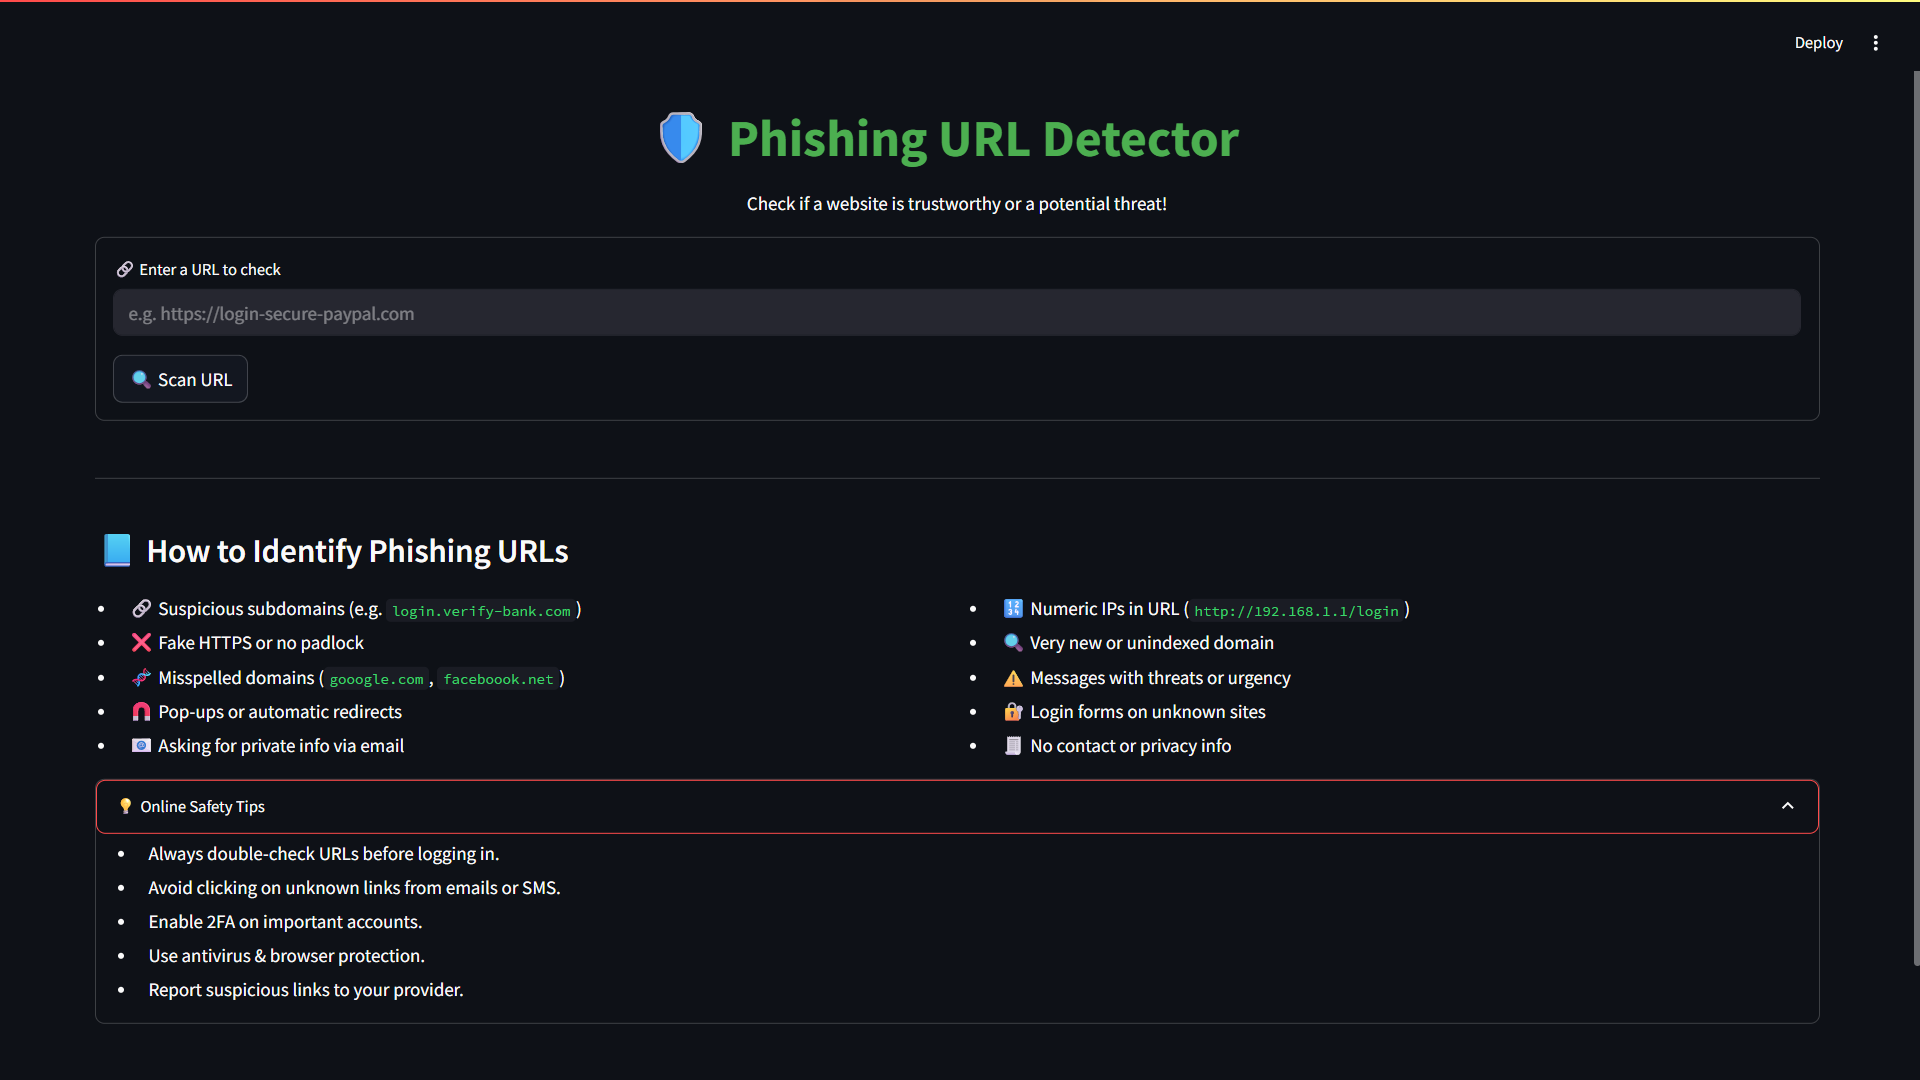 Deploy
Phishing URL Detector
Check if a website is trustworthy or a potential threat!
Enter a URL to check
e.g. https://login-secure-paypal.com
Scan URL
How to Identify Phishing URLs
• Suspicious subdomains (e.g. login.verify-bank.com )
• Fake HTTPS or no padlock
• Misspelled domains ( gooogle.com , faceboook.net )
• Pop-ups or automatic redirects
• Asking for private info via email
• Numeric IPs in URL ( http://192.168.1.1/login )
• Very new or unindexed domain
• Messages with threats or urgency
• Login forms on unknown sites
• No contact or privacy info
Online Safety Tips
• Always double-check URLs before logging in.
• Avoid clicking on unknown links from emails or SMS.
• Enable 2FA on important accounts.
• Use antivirus & browser protection.
• Report suspicious links to your provider.